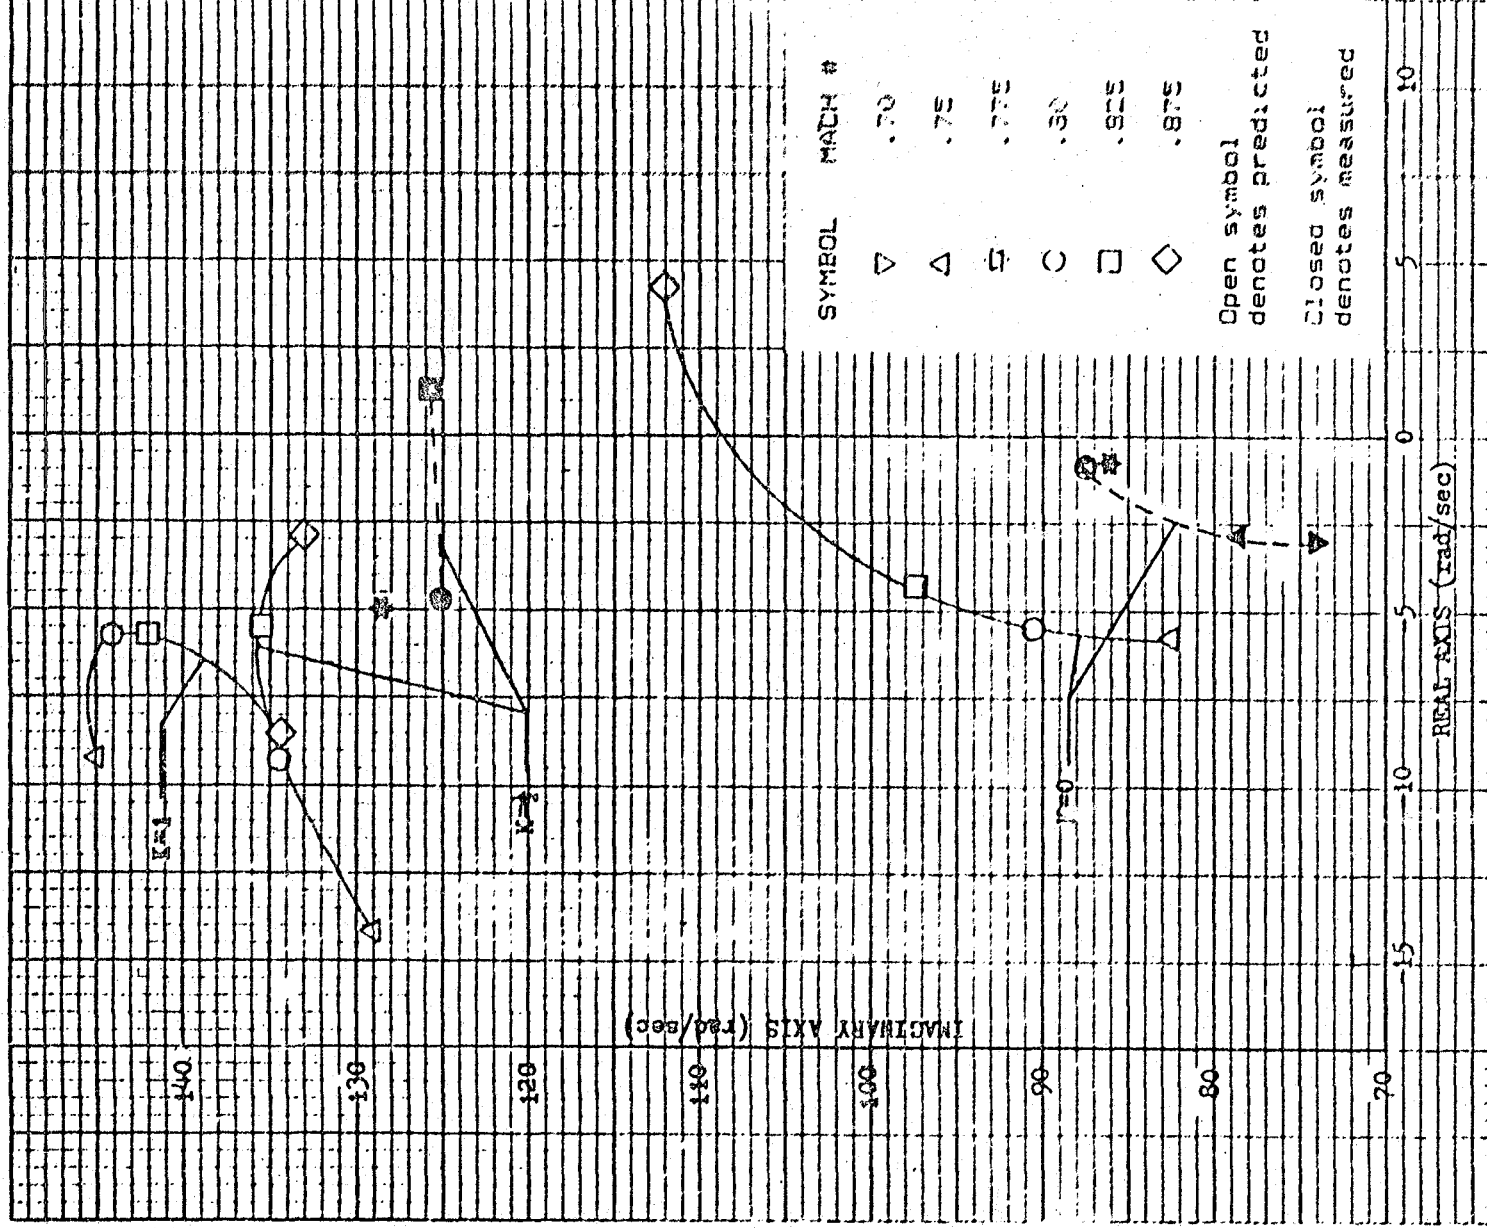 SYMBOL MACH #
.70
.75
.775
.80
.825
.875
Open symbol
denotes predicted
Closed symbol
denotes measured
K=1
K=0
IMAGINARY AXIS (rad/sec)
140
130
120
110
100
90
80
70
REAL AXIS (rad/sec)
-15
-10
-5
0
5
10